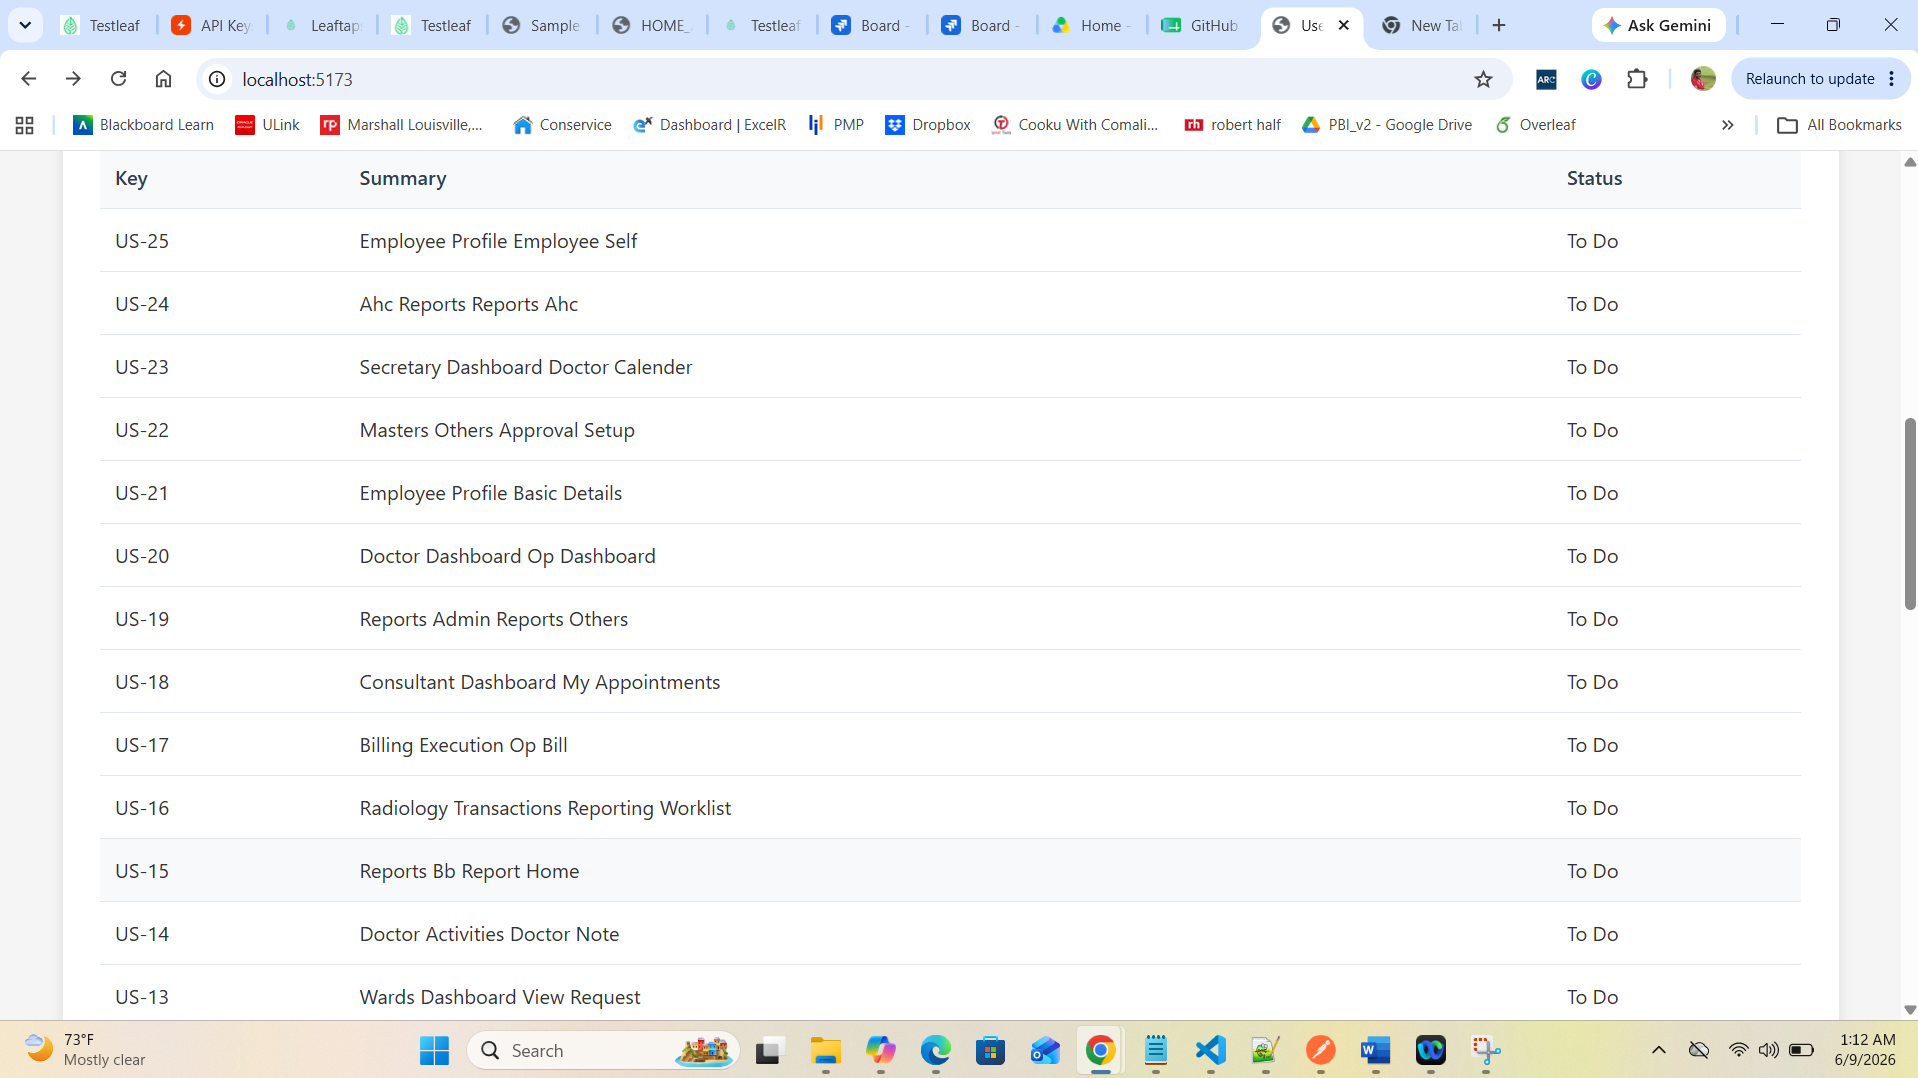 Testleaf
API Key
Leaftaps
Testleaf
Sample
HOME_
Testleaf
Board -
Board -
Home -
GitHub
Use
New Tab
Ask Gemini
localhost:5173
ARC
Relaunch to update
Blackboard Learn
ULink
Marshall Louisville,...
Conservice
Dashboard | ExcelR
PMP
Dropbox
Cooku With Comali...
robert half
PBI_v2 - Google Drive
Overleaf
All Bookmarks
Key Summary Status
US-25 Employee Profile Employee Self To Do
US-24 Ahc Reports Reports Ahc To Do
US-23 Secretary Dashboard Doctor Calender To Do
US-22 Masters Others Approval Setup To Do
US-21 Employee Profile Basic Details To Do
US-20 Doctor Dashboard Op Dashboard To Do
US-19 Reports Admin Reports Others To Do
US-18 Consultant Dashboard My Appointments To Do
US-17 Billing Execution Op Bill To Do
US-16 Radiology Transactions Reporting Worklist To Do
US-15 Reports Bb Report Home To Do
US-14 Doctor Activities Doctor Note To Do
US-13 Wards Dashboard View Request To Do
73°F
Mostly clear
Search
1:12 AM
6/9/2026